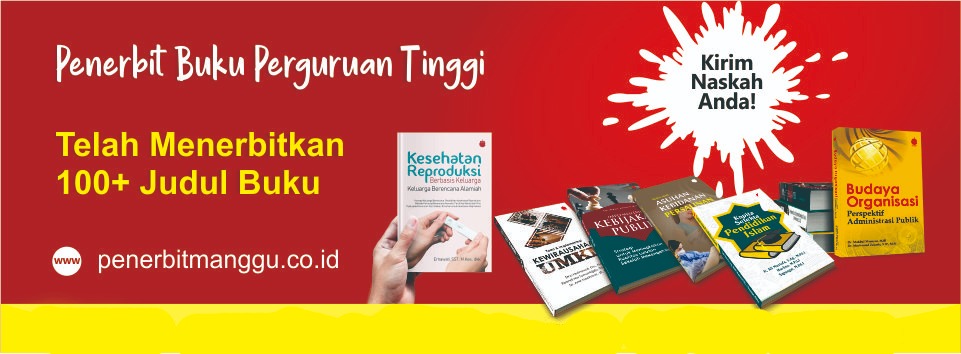 Penerbit Buku Perguruan Tinggi
Kirim
Naskah
Anda!
Telah Menerbitkan
100+ Judul Buku
www penerbitmanggu.co.id
Kesehatan
Reproduksi
Berbasis Keluarga
Keluarga Berencana Alamiah
KEWIRAUSAHAAN
UMKM
KEBIJAKAN
PUBLIK
ASUHAN KEBIDANAN
PERSALINAN
Kapita
Selekta
Pendidikan
Islam
Budaya
Organisasi
Perspektif
Administrasi Publik